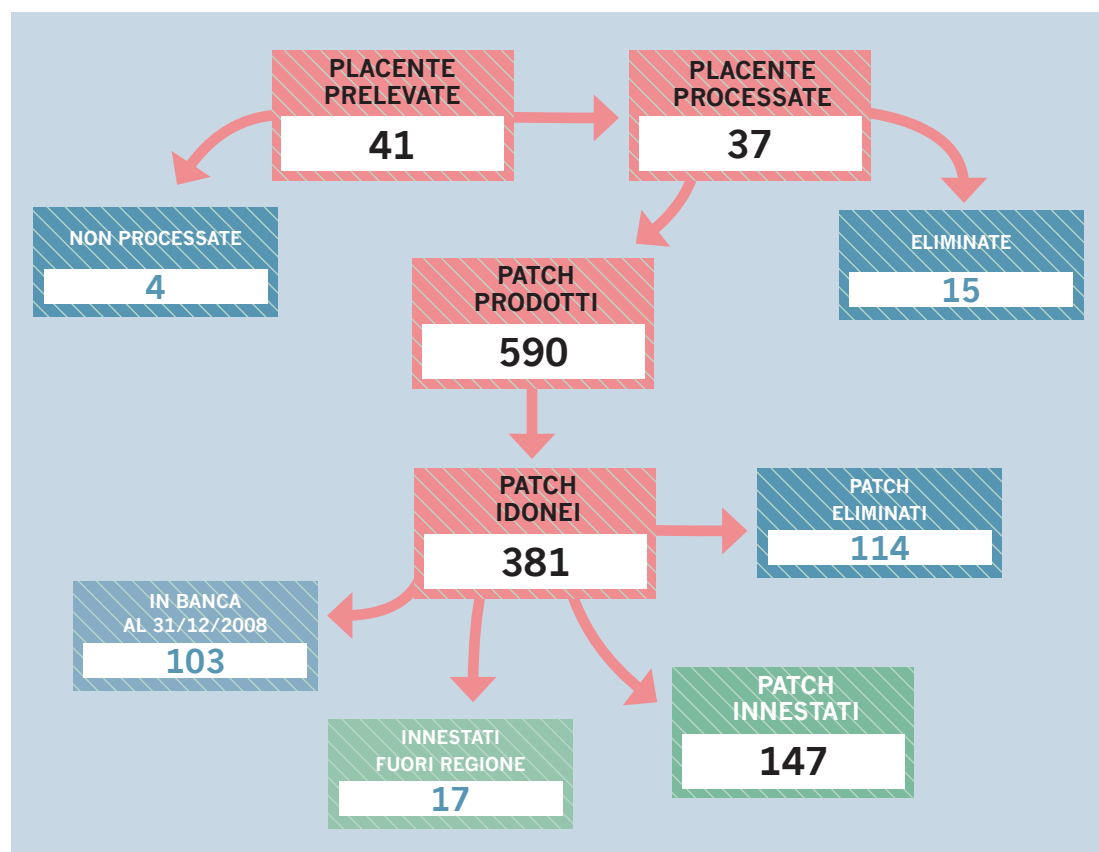 PLACENTE
PRELEVATE
41
PLACENTE
PROCESSATE
37
NON PROCESSATE
4
ELIMINATE
15
PATCH
PRODOTTI
590
PATCH
IDONEI
381
PATCH
ELIMINATI
114
IN BANCA
AL 31/12/2008
103
PATCH
INNESTATI
147
INNESTATI
FUORI REGIONE
17